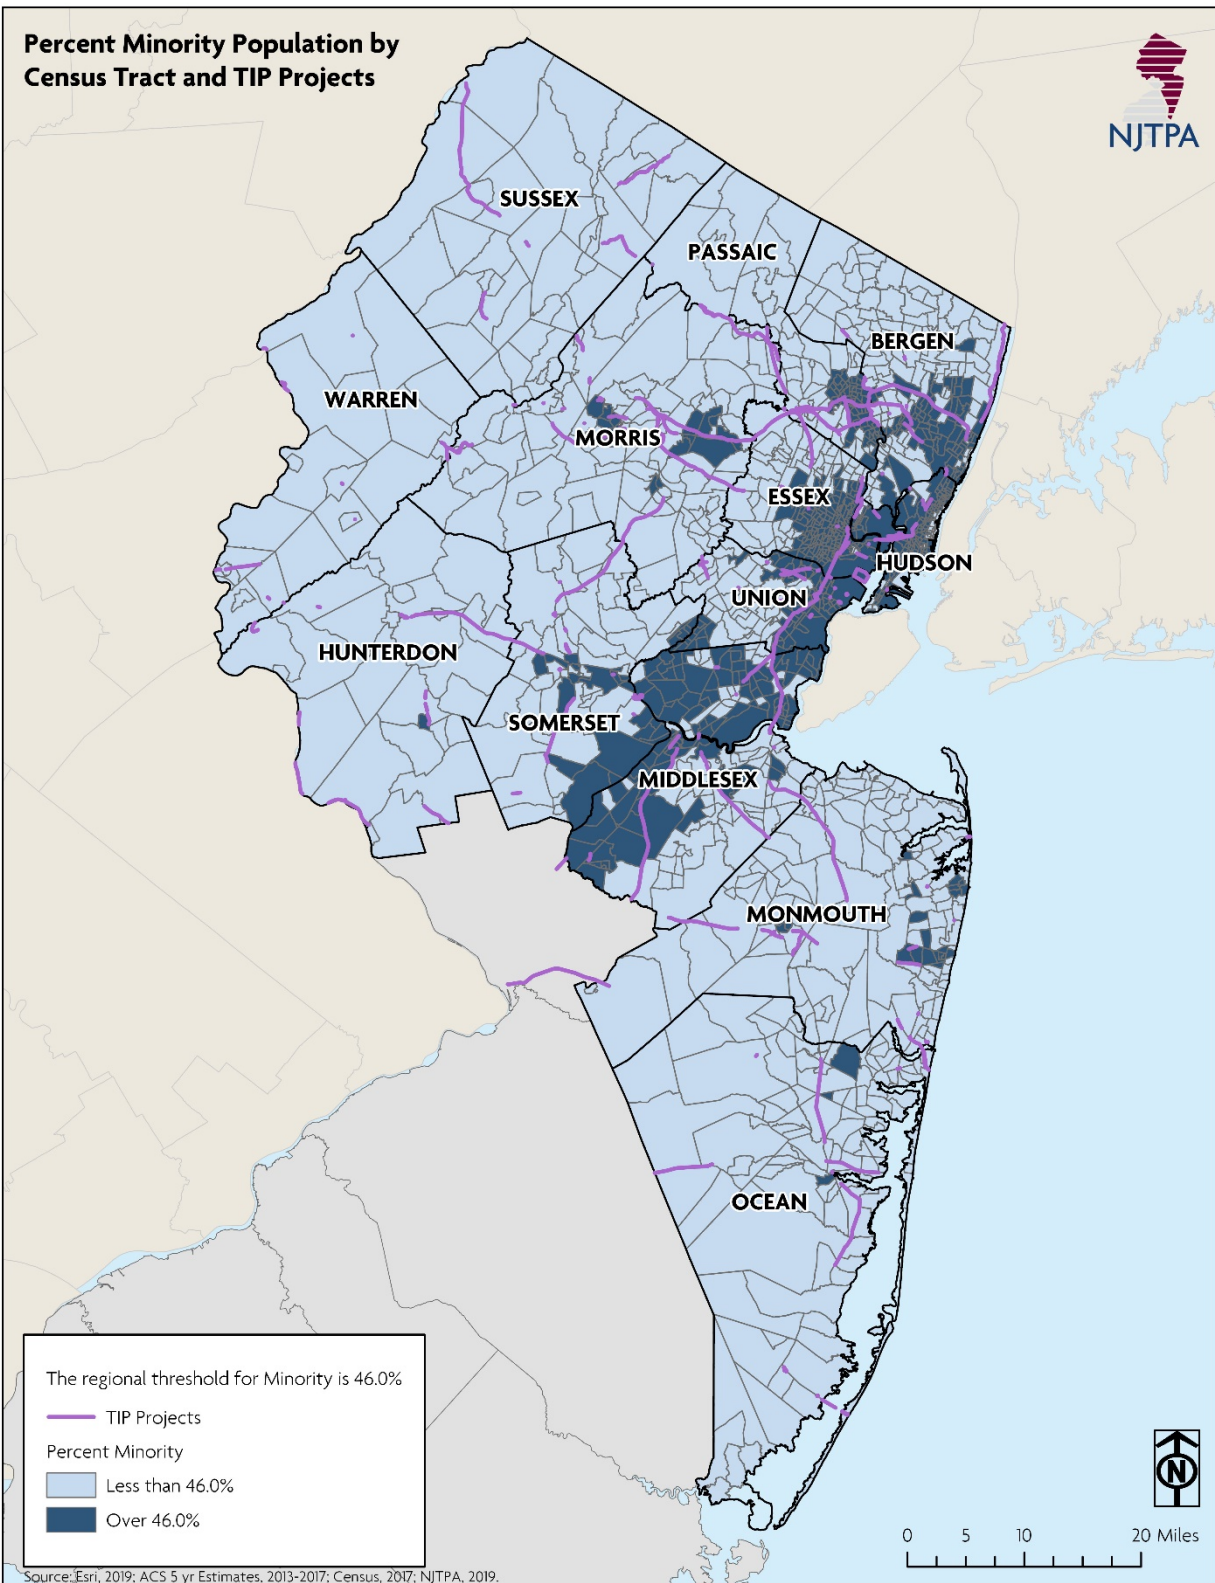 Percent Minority Population by
Census Tract and TIP Projects
NJTPA
SUSSEX
PASSAIC
BERGEN
WARREN
MORRIS
ESSEX
HUDSON
UNION
HUNTERDON
SOMERSET
MIDDLESEX
MONMOUTH
OCEAN
The regional threshold for Minority is 46.0%
TIP Projects
Percent Minority
Less than 46.0%
Over 46.0%
N
0 5 10 20 Miles
Source: Esri, 2019; ACS 5 yr Estimates, 2013-2017; Census, 2017; NJTPA, 2019.